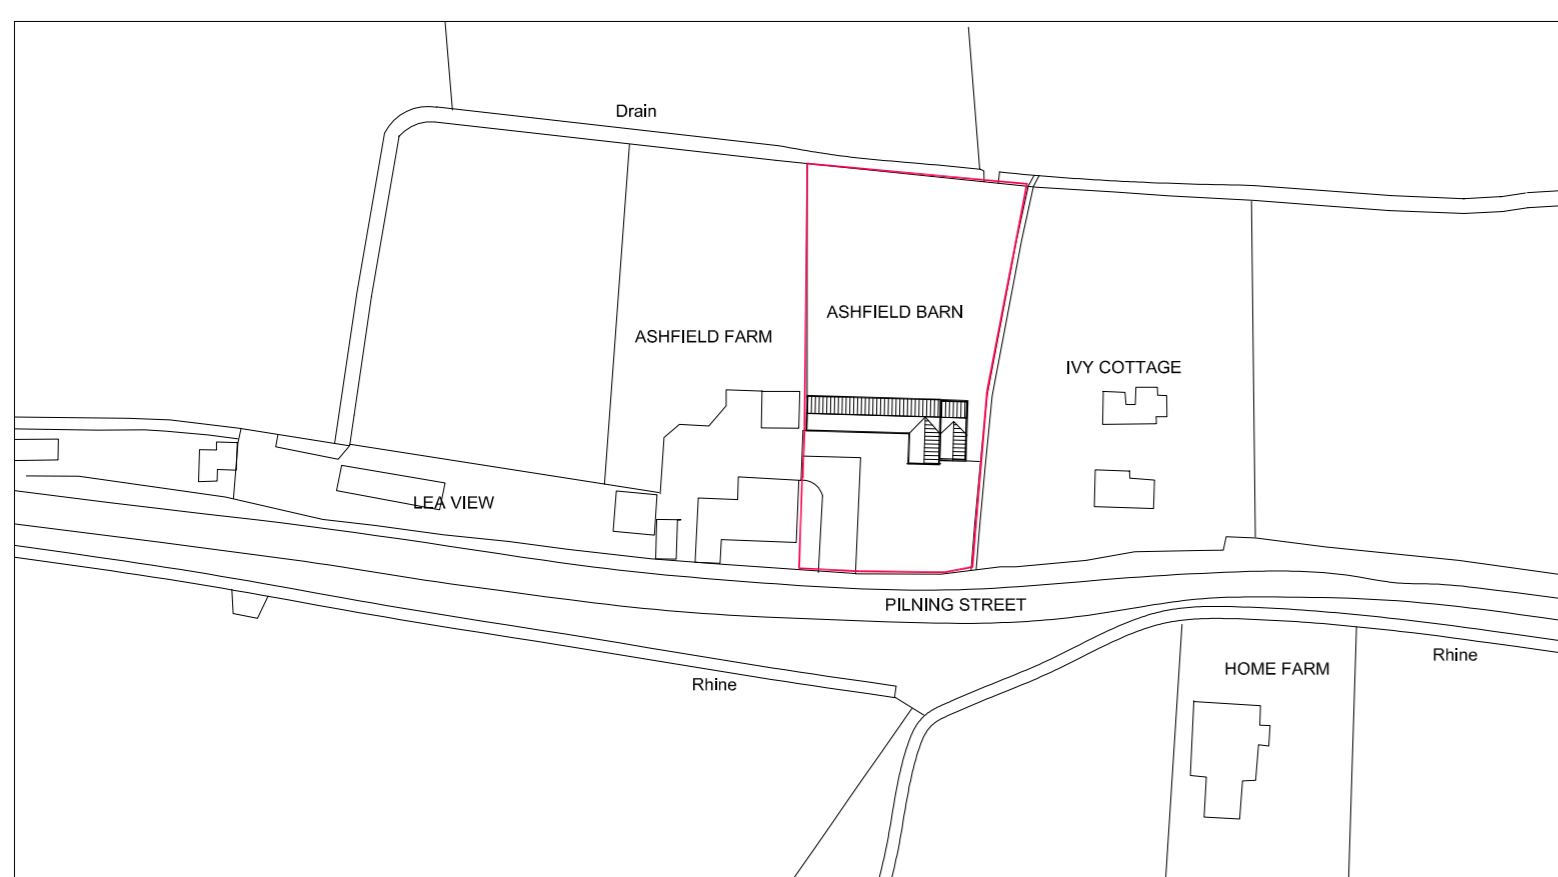 Drain
ASHFIELD BARN
ASHFIELD FARM
IVY COTTAGE
LEA VIEW
PILNING STREET
Rhine
HOME FARM
Rhine